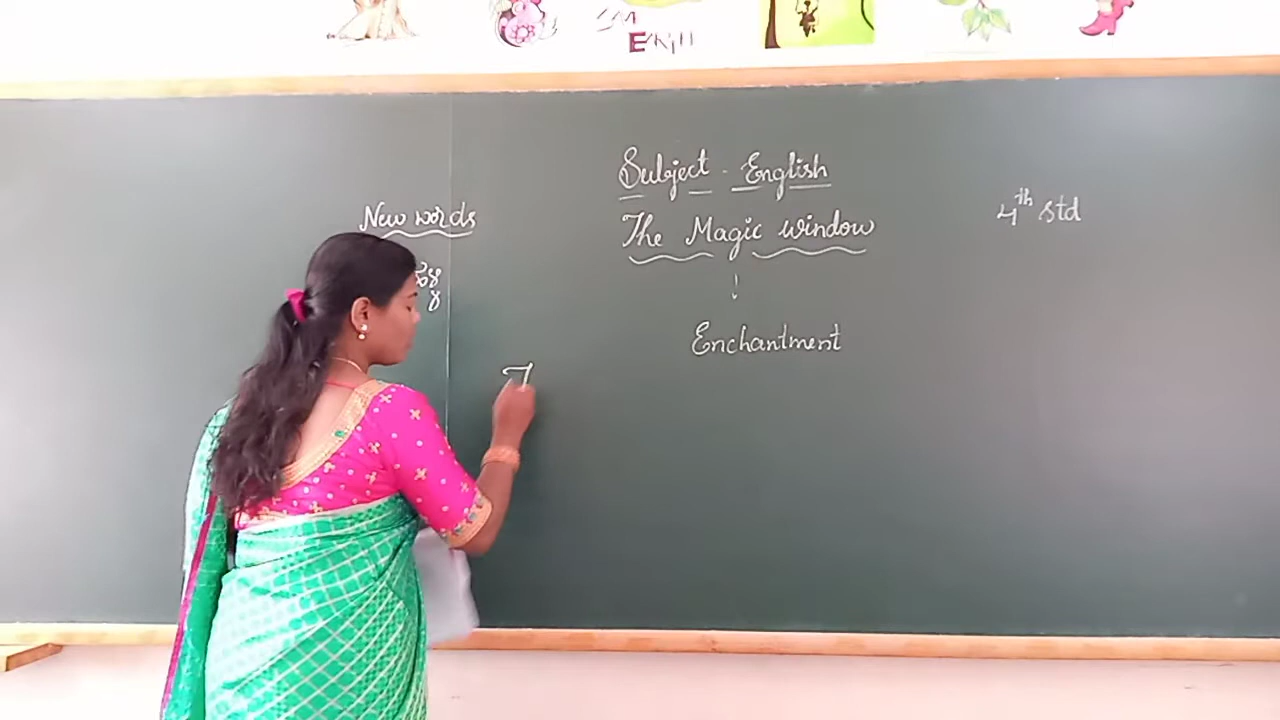 Subject - English
The Magic window
4th std
New words
Enchantment